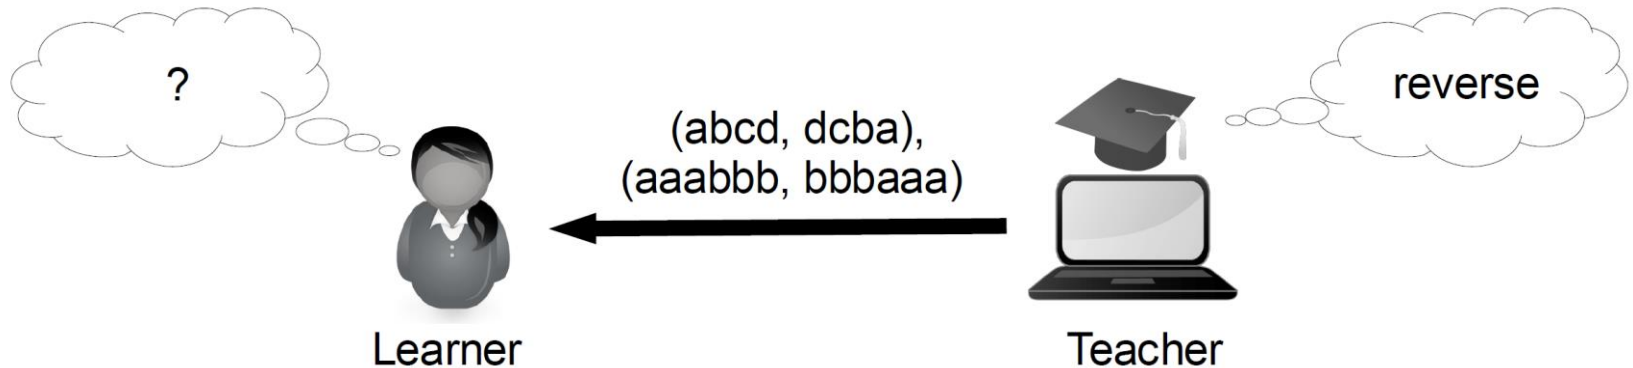 ?
reverse
(abcd, dcba),
(aaabbb, bbbaaa)
Learner
Teacher